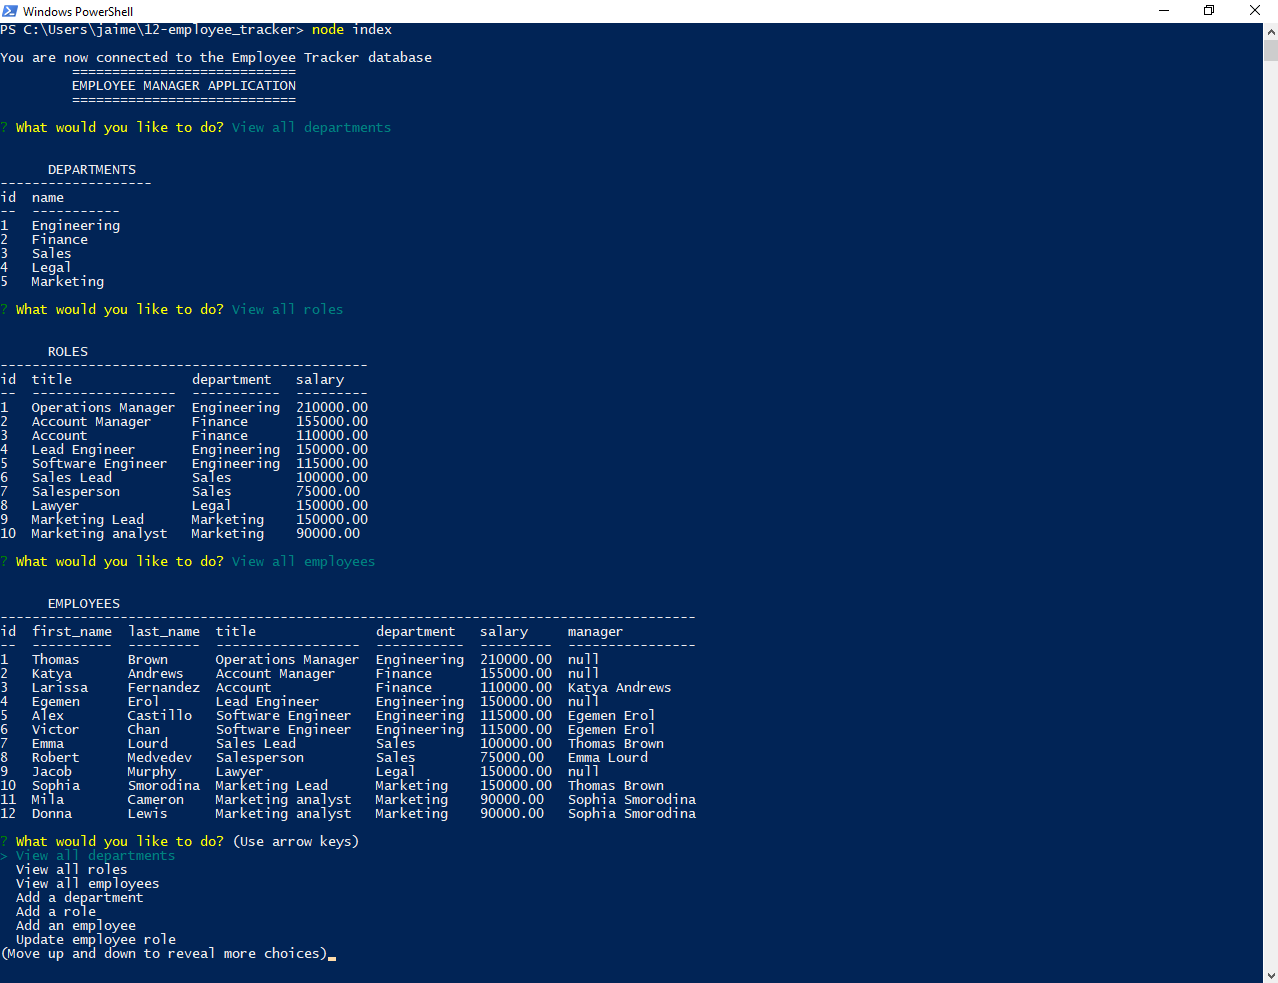 Windows PowerShell
PS C:\Users\jaime\12-employee_tracker> node index
You are now connected to the Employee Tracker database
============================
EMPLOYEE MANAGER APPLICATION
============================
? What would you like to do? View all departments
DEPARTMENTS
-------------------
id  name
--  -----------
1   Engineering
2   Finance
3   Sales
4   Legal
5   Marketing
? What would you like to do? View all roles
ROLES
----------------------------------------------
id  title               department   salary
--  ------------------  -----------  ---------
1   Operations Manager  Engineering  210000.00
2   Account Manager     Finance      155000.00
3   Account             Finance      110000.00
4   Lead Engineer       Engineering  150000.00
5   Software Engineer   Engineering  115000.00
6   Sales Lead          Sales        100000.00
7   Salesperson         Sales        75000.00
8   Lawyer              Legal        150000.00
9   Marketing Lead      Marketing    150000.00
10  Marketing analyst   Marketing    90000.00
? What would you like to do? View all employees
EMPLOYEES
---------------------------------------------------------------------------------------
id  first_name  last_name  title               department   salary     manager
--  ----------  ---------  ------------------  -----------  ---------  ----------------
1   Thomas      Brown      Operations Manager  Engineering  210000.00  null
2   Katya       Andrews    Account Manager     Finance      155000.00  null
3   Larissa     Fernandez  Account             Finance      110000.00  Katya Andrews
4   Egemen      Erol       Lead Engineer       Engineering  150000.00  null
5   Alex        Castillo   Software Engineer   Engineering  115000.00  Egemen Erol
6   Victor      Chan       Software Engineer   Engineering  115000.00  Egemen Erol
7   Emma        Lourd      Sales Lead          Sales        100000.00  Thomas Brown
8   Robert      Medvedev   Salesperson         Sales        75000.00   Emma Lourd
9   Jacob       Murphy     Lawyer              Legal        150000.00  null
10  Sophia      Smorodina  Marketing Lead      Marketing    150000.00  Thomas Brown
11  Mila        Cameron    Marketing analyst   Marketing    90000.00   Sophia Smorodina
12  Donna       Lewis      Marketing analyst   Marketing    90000.00   Sophia Smorodina
? What would you like to do? (Use arrow keys)
> View all departments
View all roles
View all employees
Add a department
Add a role
Add an employee
Update employee role
(Move up and down to reveal more choices)